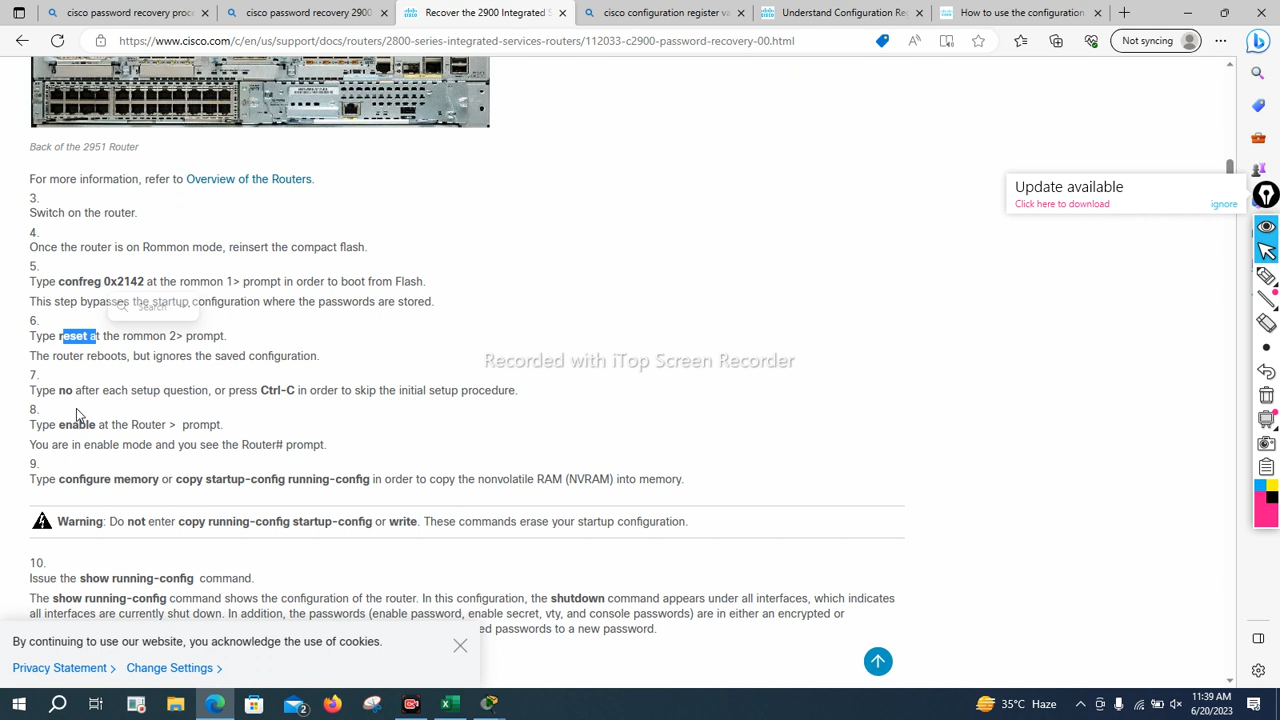 cisco password recovery proce
cisco password recovery 2900
Recover the 2900 Integrated S
cisco configuration register va
Understand Configuration Re
How to use the configuration
https://www.cisco.com/c/en/us/support/docs/routers/2800-series-integrated-services-routers/112033-c2900-password-recovery-00.html
Not syncing
Back of the 2951 Router
For more information, refer to Overview of the Routers.
Update available
Click here to download
ignore
3.
Switch on the router.
4.
Once the router is on Rommon mode, reinsert the compact flash.
5.
Type confreg 0x2142 at the rommon 1> prompt in order to boot from Flash.
This step bypasses the startup configuration where the passwords are stored.
Search
6.
Type reset at the rommon 2> prompt.
The router reboots, but ignores the saved configuration.
Recorded with iTop Screen Recorder
7.
Type no after each setup question, or press Ctrl-C in order to skip the initial setup procedure.
8.
Type enable at the Router > prompt.
You are in enable mode and you see the Router# prompt.
9.
Type configure memory or copy startup-config running-config in order to copy the nonvolatile RAM (NVRAM) into memory.
Warning: Do not enter copy running-config startup-config or write. These commands erase your startup configuration.
10.
Issue the show running-config command.
The show running-config command shows the configuration of the router. In this configuration, the shutdown command appears under all interfaces, which indicates
all interfaces are currently shut down. In addition, the passwords (enable password, enable secret, vty, and console passwords) are in either an encrypted or
ed passwords to a new password.
By continuing to use our website, you acknowledge the use of cookies.
Privacy Statement > Change Settings >
35°C Haze
11:39 AM
6/20/2023